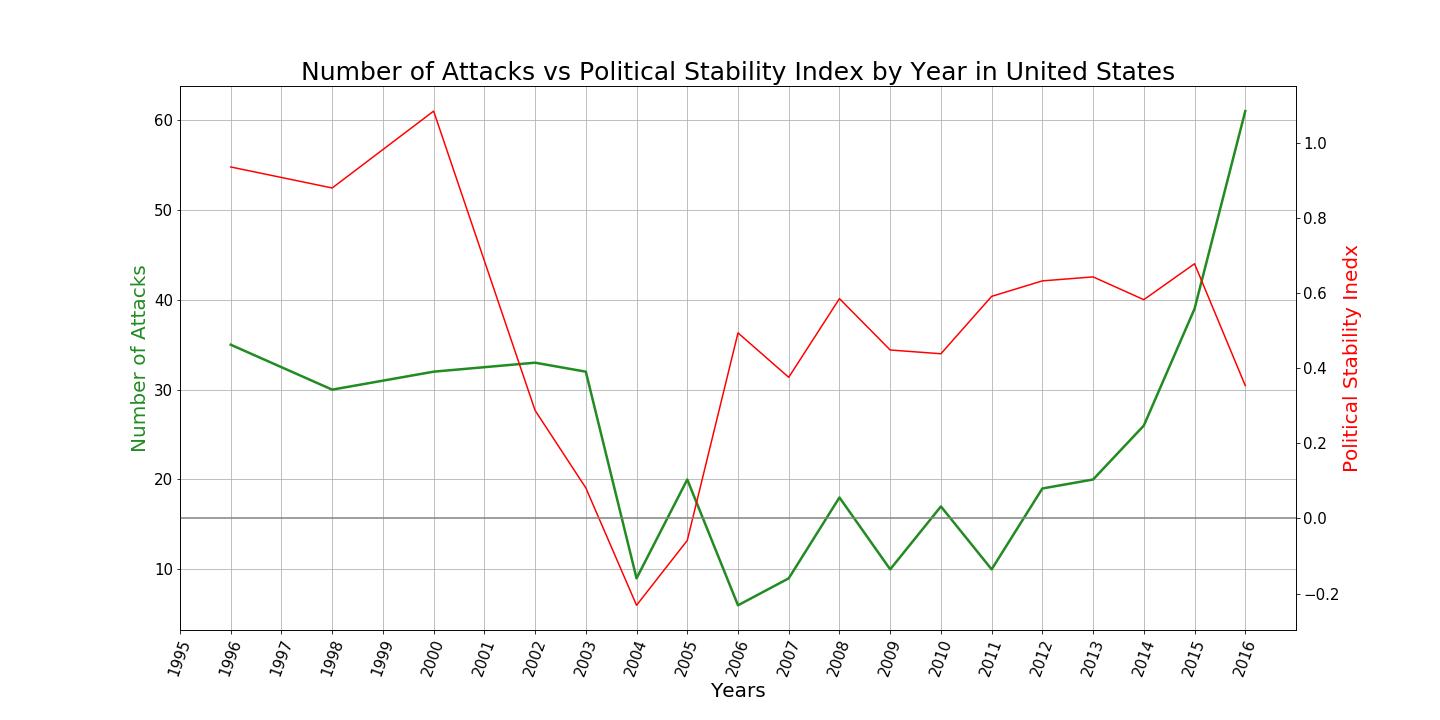 Number of Attacks vs Political Stability Index by Year in United States
Number of Attacks
60
50
40
30
20
10
1.0
0.8
0.6
0.4
0.2
0.0
−0.2
Political Stability Inedx
1995 1996 1997 1998 1999 2000 2001 2002 2003 2004 2005 2006 2007 2008 2009 2010 2011 2012 2013 2014 2015 2016
Years